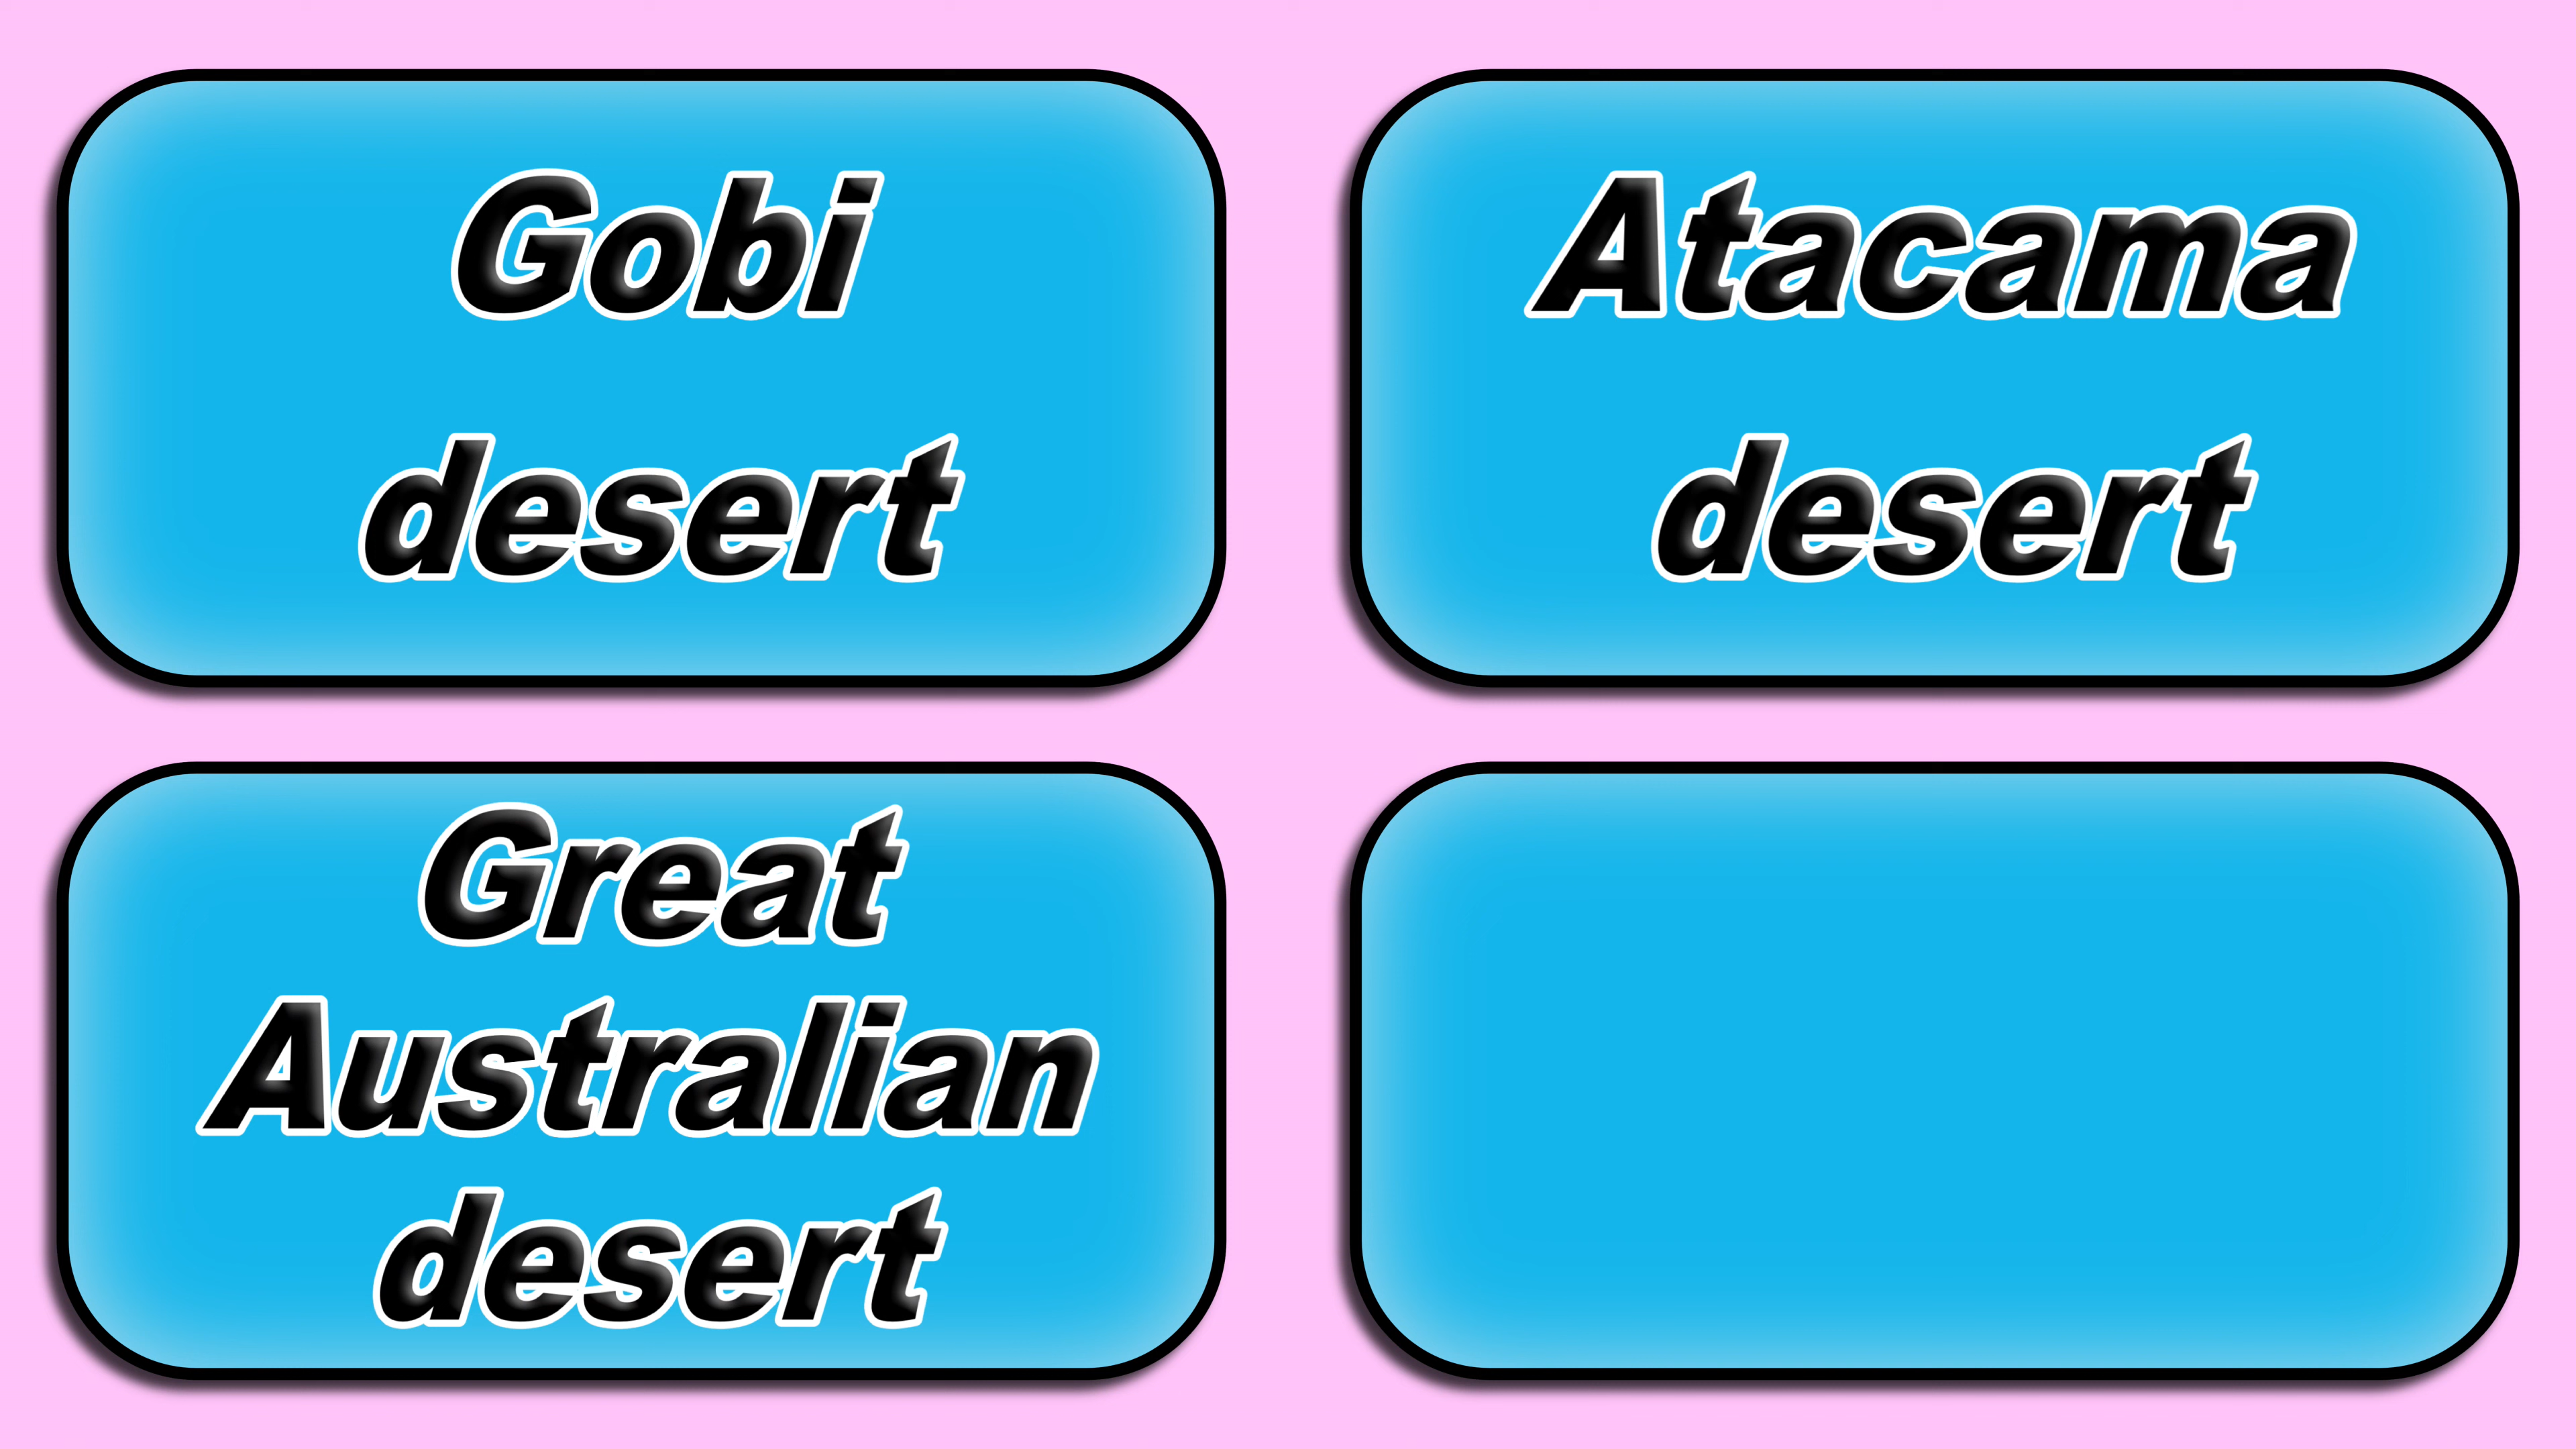 Gobi
desert
Atacama
desert
Great
Australian
desert